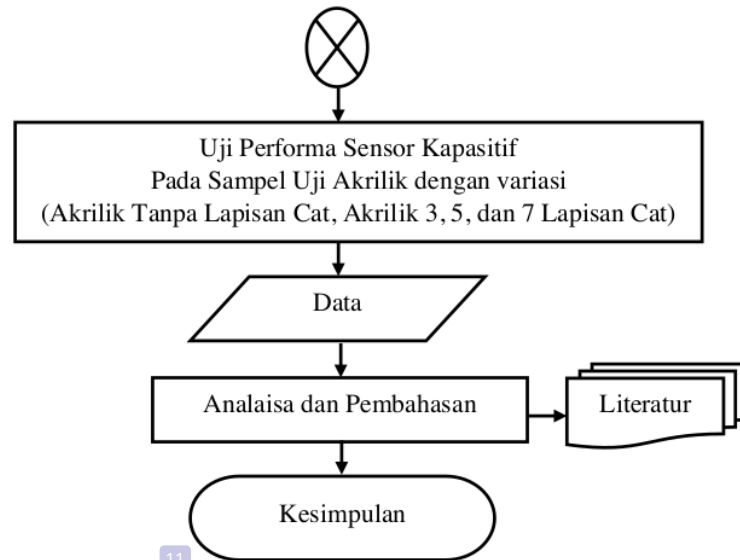 Uji Performa Sensor Kapasitif
Pada Sampel Uji Akrilik dengan variasi
(Akrilik Tanpa Lapisan Cat, Akrilik 3, 5, dan 7 Lapisan Cat)
Data
Analaisa dan Pembahasan
Literatur
Kesimpulan
11